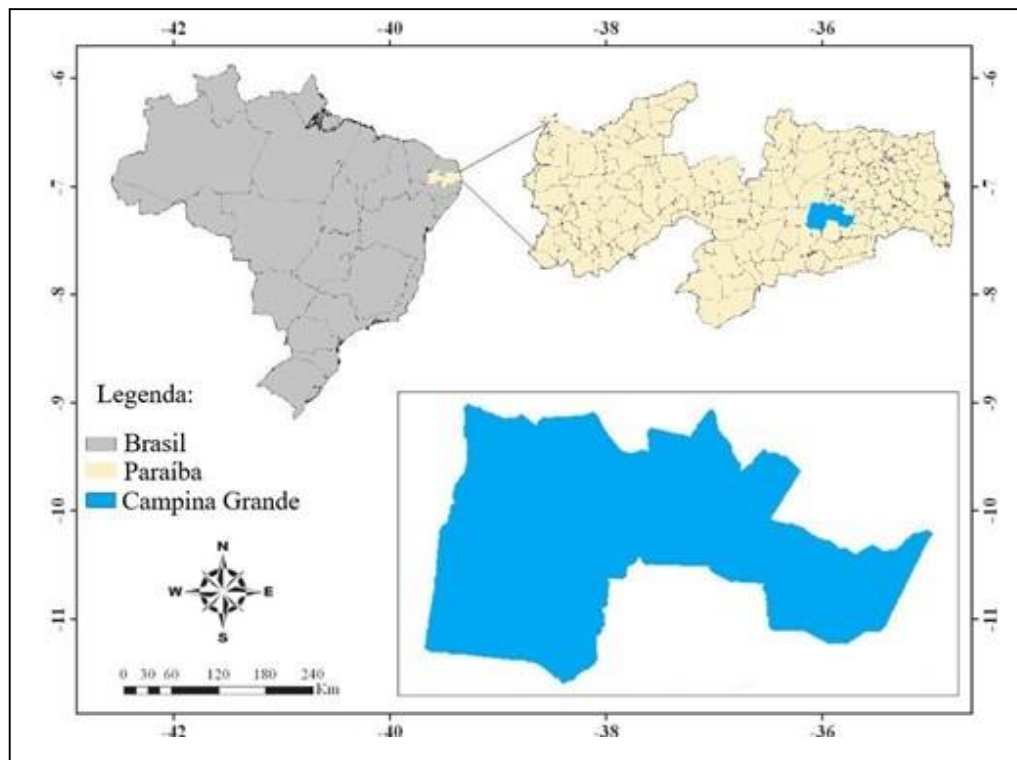 -42 -40 -38 -36
-6 -6
-7 -7
-8 -8
-9 -9
-10 -10
-11 -11
Legenda:
Brasil
Paraíba
Campina Grande
N
W E
S
0 30 60 120 180 240
Km
-42 -40 -38 -36